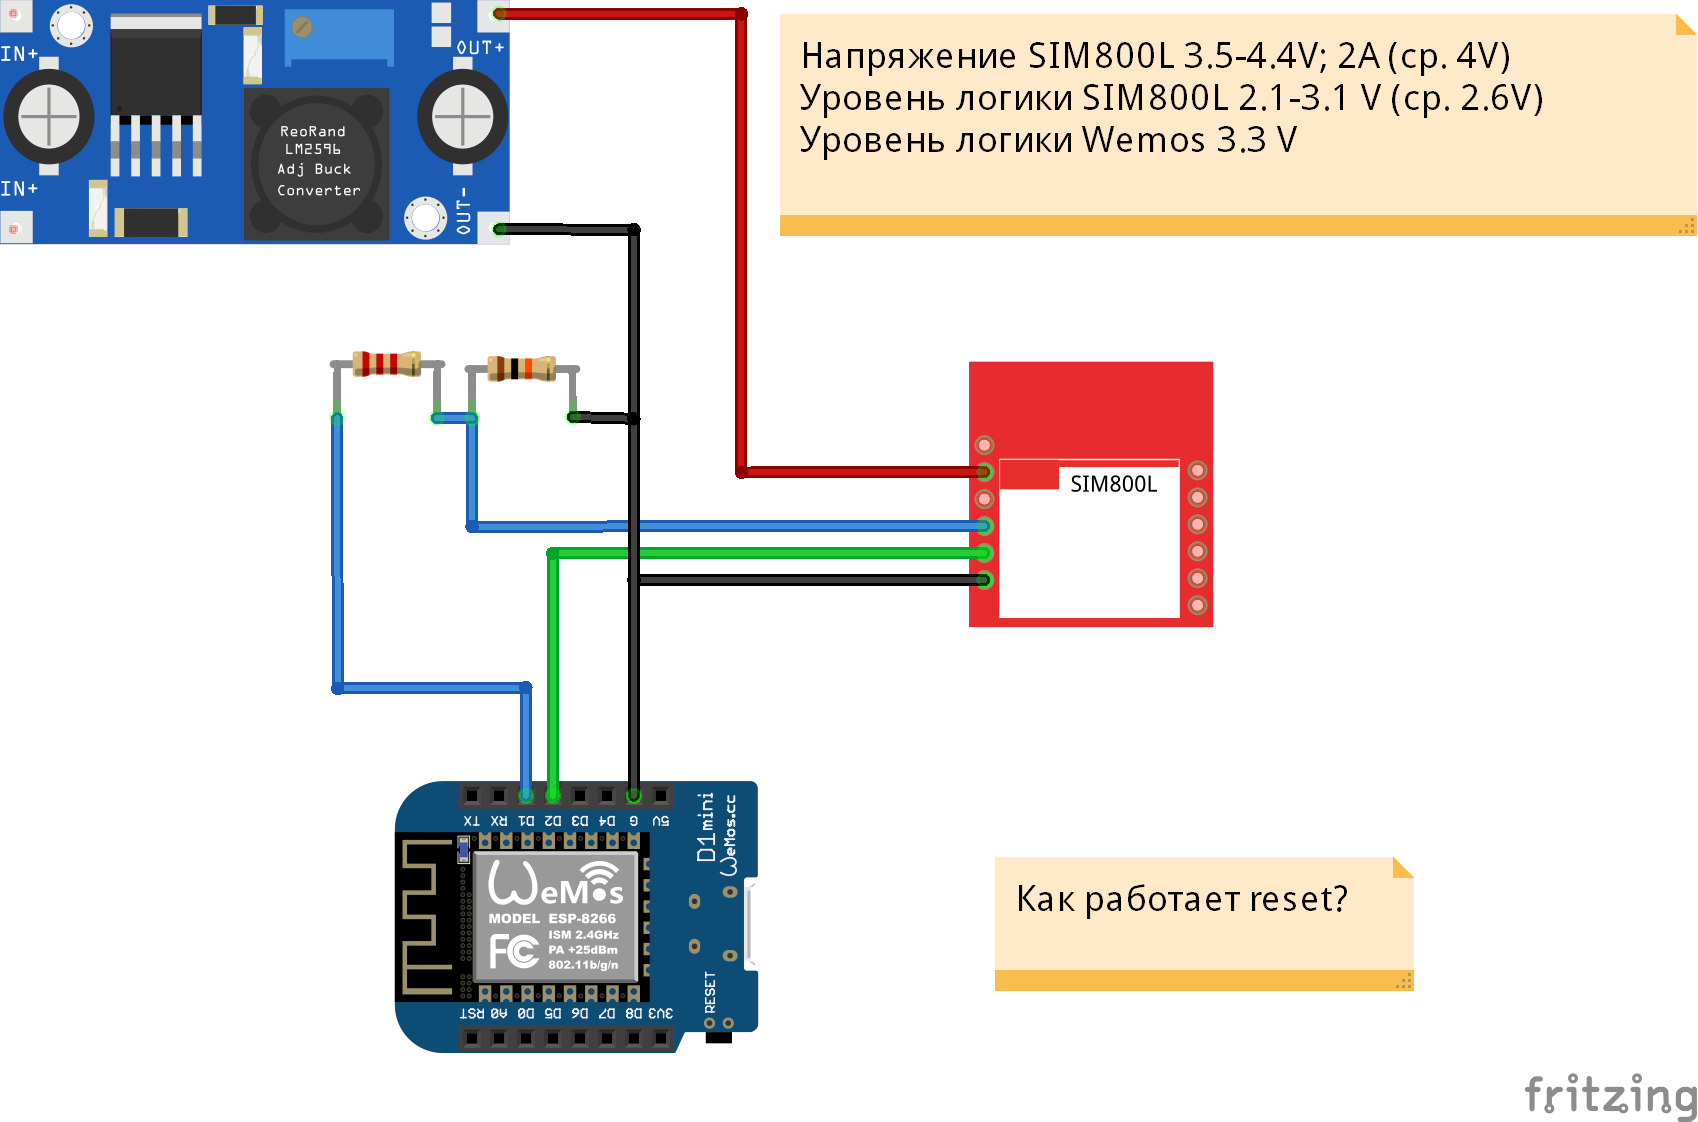 IN+
OUT+
ReoRand
LM2596
Adj Buck
Converter
IN+
OUT-
Напряжение SIM800L 3.5-4.4V; 2A (ср. 4V)
Уровень логики SIM800L 2.1-3.1 V (ср. 2.6V)
Уровень логики Wemos 3.3 V
SIM800L
TX RX D1 D2 D3 D4 G 5V
D1 mini
WeMos.cc
WeMos
MODEL ESP-8266
ISM 2.4GHz
PA +25dBm
802.11b/g/n
FC
RESET
RST A0 D0 D5 D6 D7 D8 3V3
Как работает reset?
fritzing